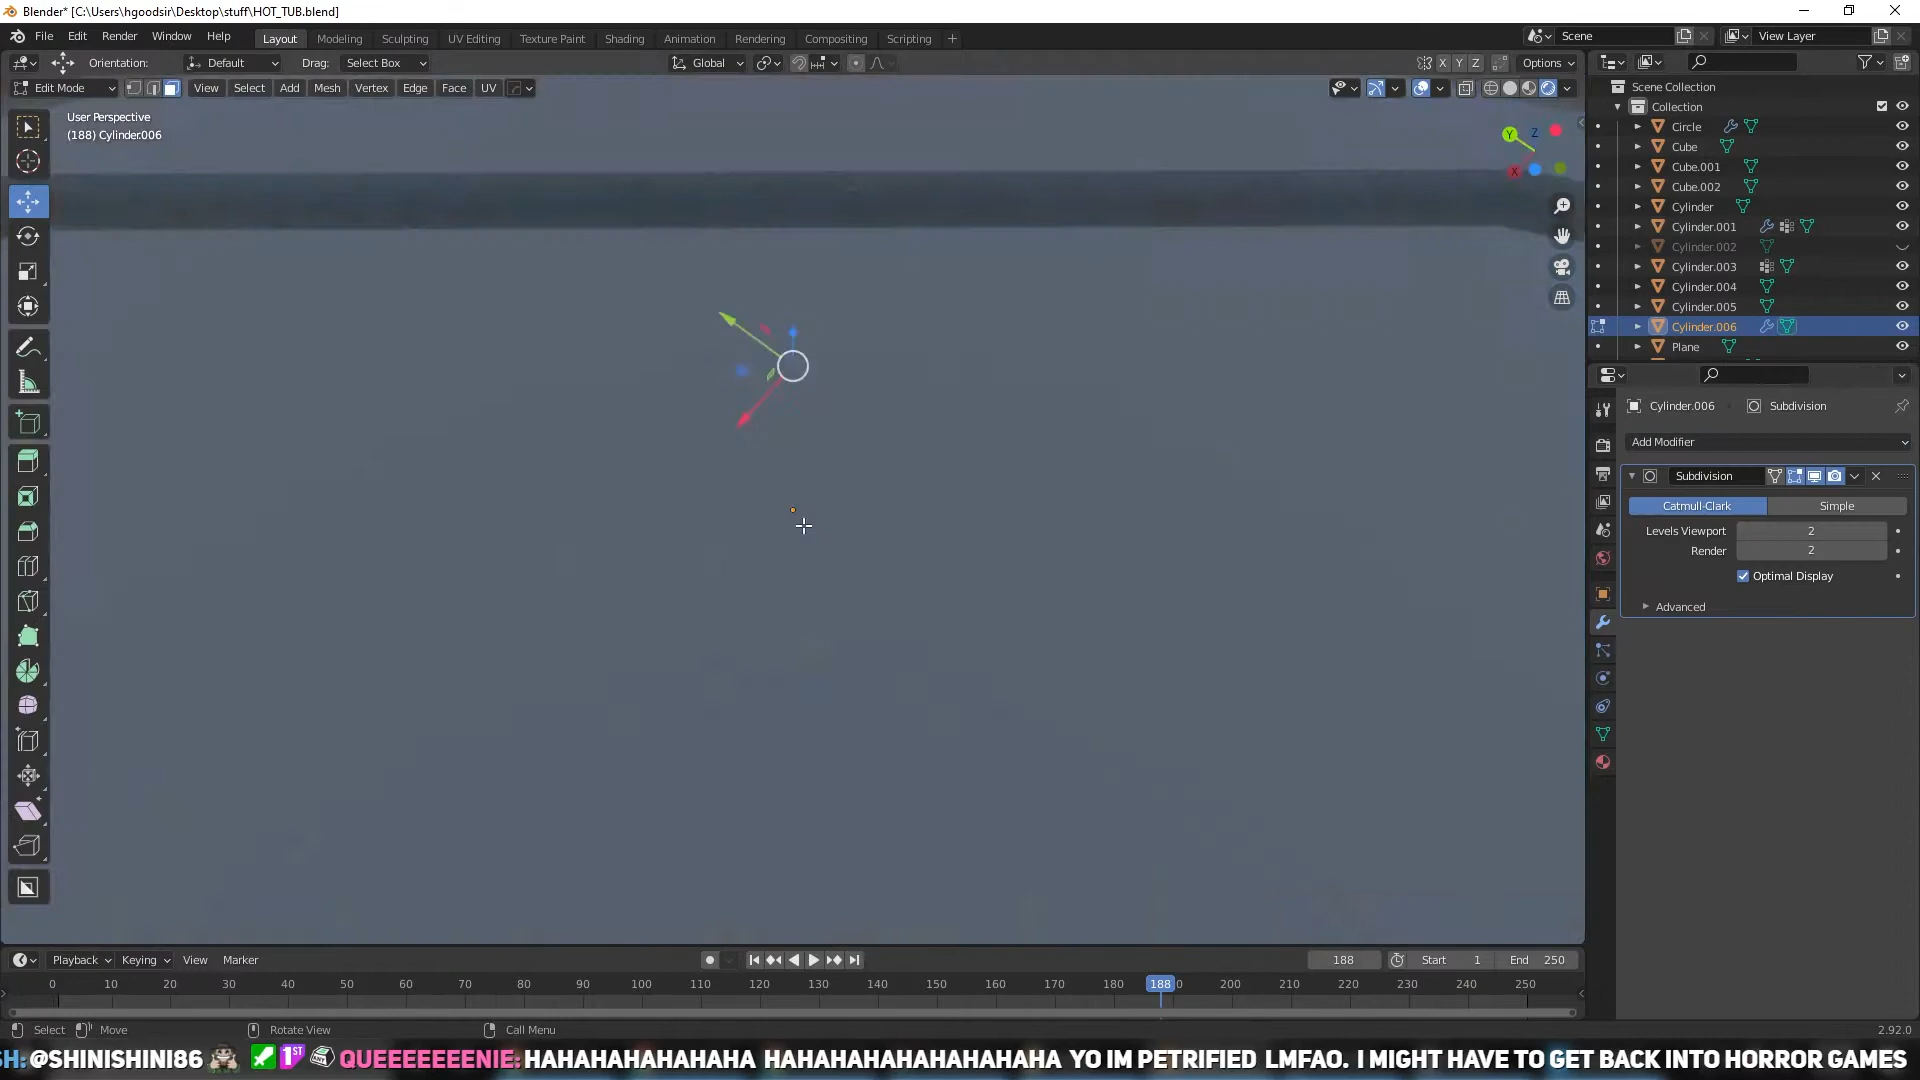 Blender* [C:\Users\hgoodsir\Desktop\stuff\HOT_TUB.blend]
File Edit Render Window Help Layout Modeling Sculpting UV Editing Texture Paint Shading Animation Rendering Compositing Scripting Scene View Layer
Orientation: Default Drag: Select Box Global X Y Z Options
Edit Mode View Select Add Mesh Vertex Edge Face UV
User Perspective
(188) Cylinder.006
Y Z X
Scene Collection
Collection
Circle
Cube
Cube.001
Cube.002
Cylinder
Cylinder.001
Cylinder.002
Cylinder.003
Cylinder.004
Cylinder.005
Cylinder.006
Plane
Cylinder.006 Subdivision
Add Modifier
Subdivision
Catmull-Clark Simple
Levels Viewport 2
Render 2
Optimal Display
Advanced
Playback Keying View Marker 188 Start 1 End 250
0 10 20 30 40 50 60 70 80 90 100 110 120 130 140 150 160 170 180 188 0 200 210 220 230 240 250
Select Move Rotate View Call Menu 2.92.0
SH: @SHINISHINI86 1ST QUEEEEEEENIE: HAHAHAHAHAHAHA HAHAHAHAHAHAHAHAHA YO IM PETRIFIED LMFAO. I MIGHT HAVE TO GET BACK INTO HORROR GAMES